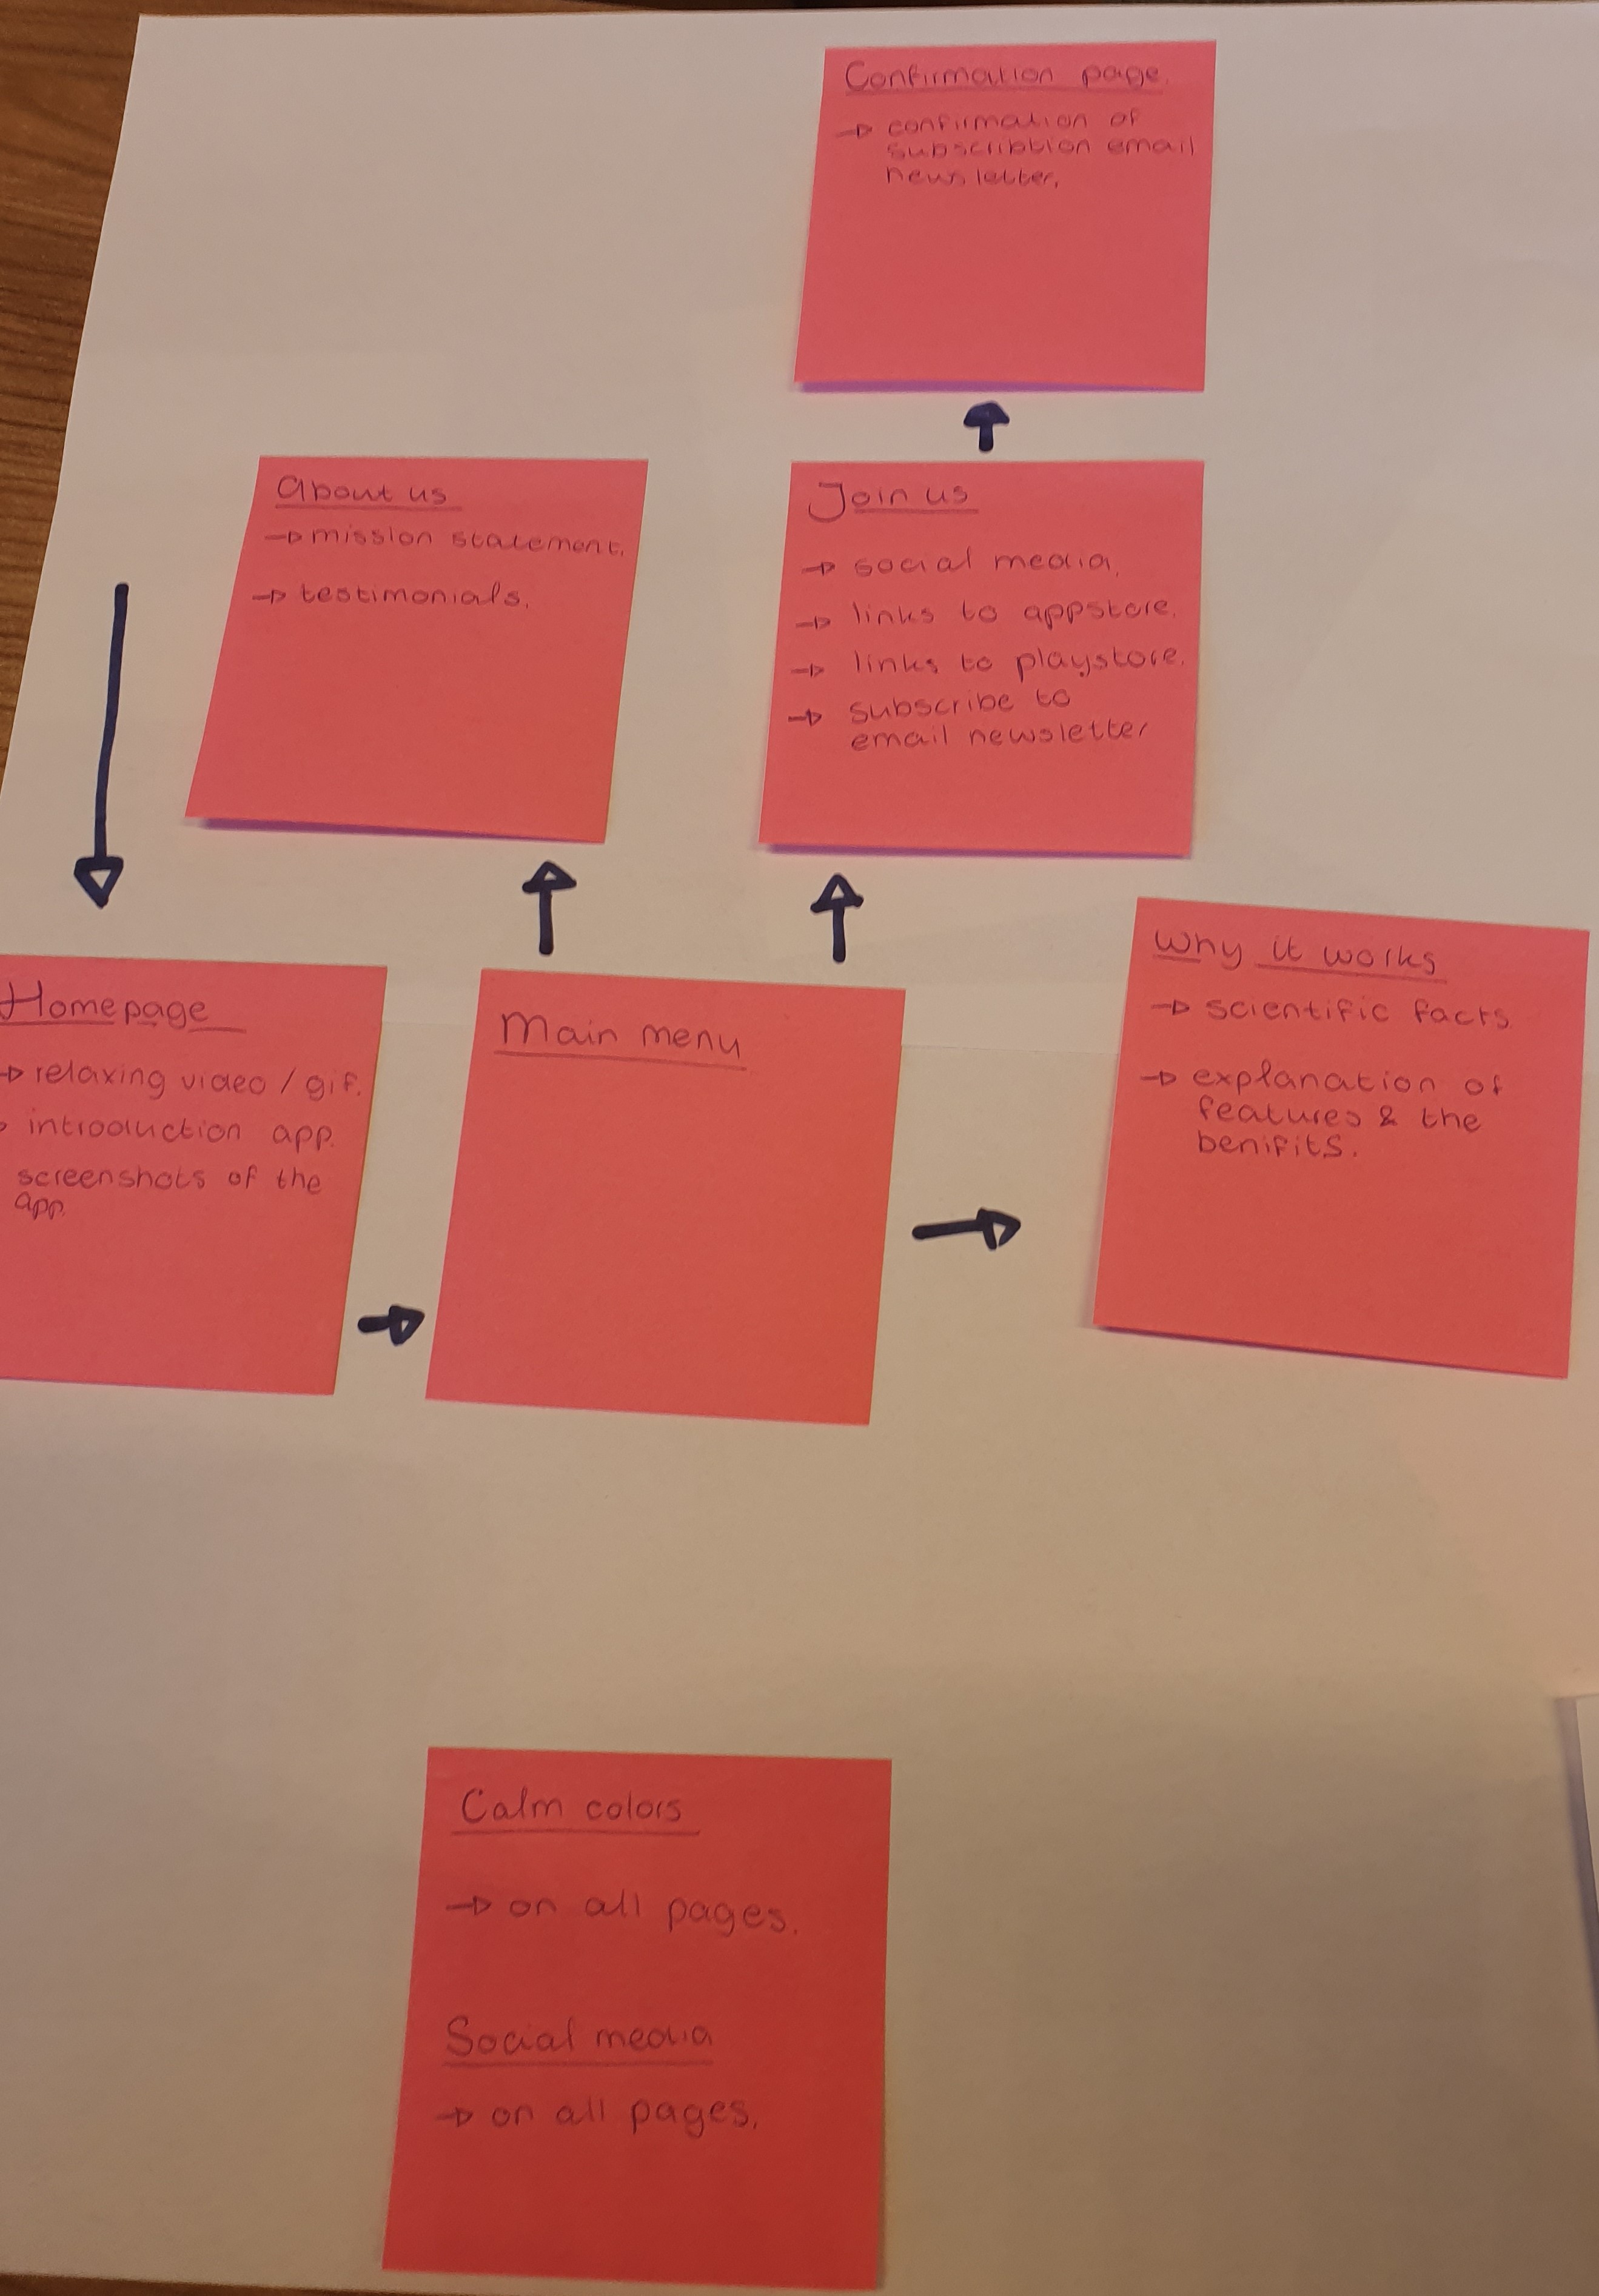 Confirmation page.
→ confirmation of
subscribtion email
newsletter.
About us
→ mission statement.
→ testimonials.
Join us
→ social media.
→ links to appstore.
→ links to playstore.
→ subscribe to
email newsletter
Homepage
→ relaxing video / gif.
→ introduction app.
screenshots of the
app.
Main menu
Why it works
→ scientific facts
→ explanation of
features & the
benifits.
Calm colors
→ on all pages.
Social media
→ on all pages.